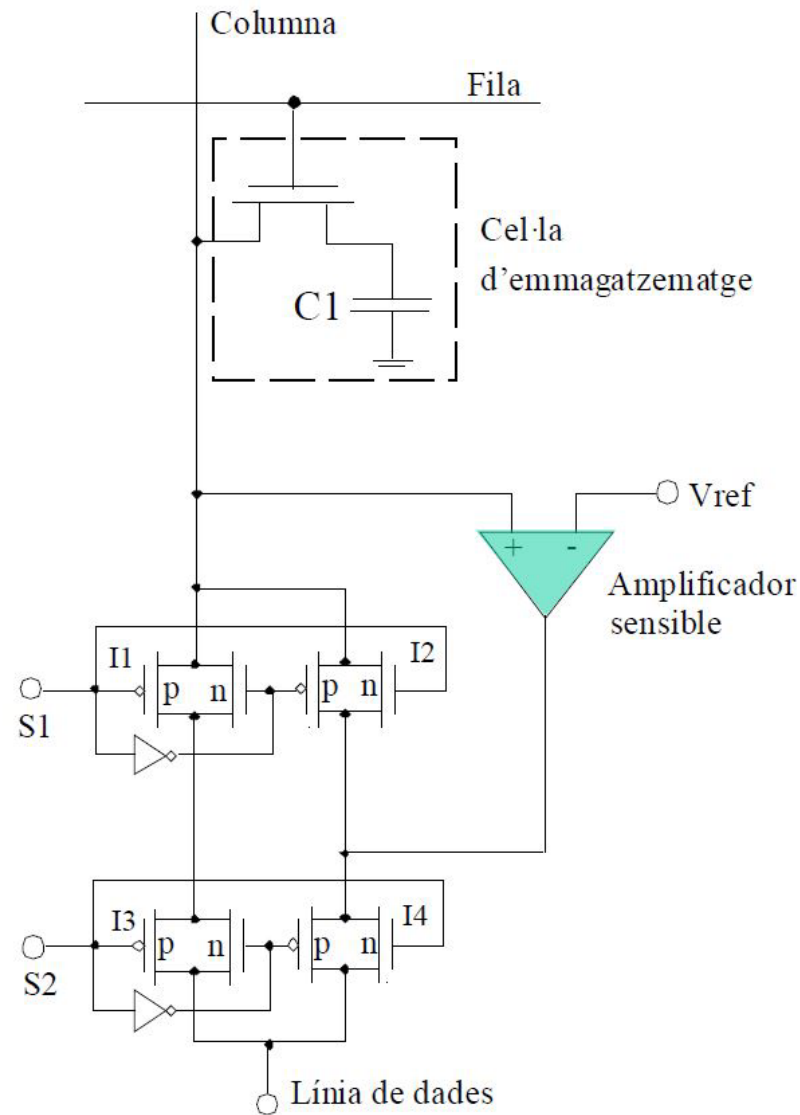 Columna
Fila
Cel·la
d'emmagatzematge
C1
Vref
+ -
Amplificador
sensible
I1
I2
p n
p n
S1
I3
I4
p n
p n
S2
Línia de dades